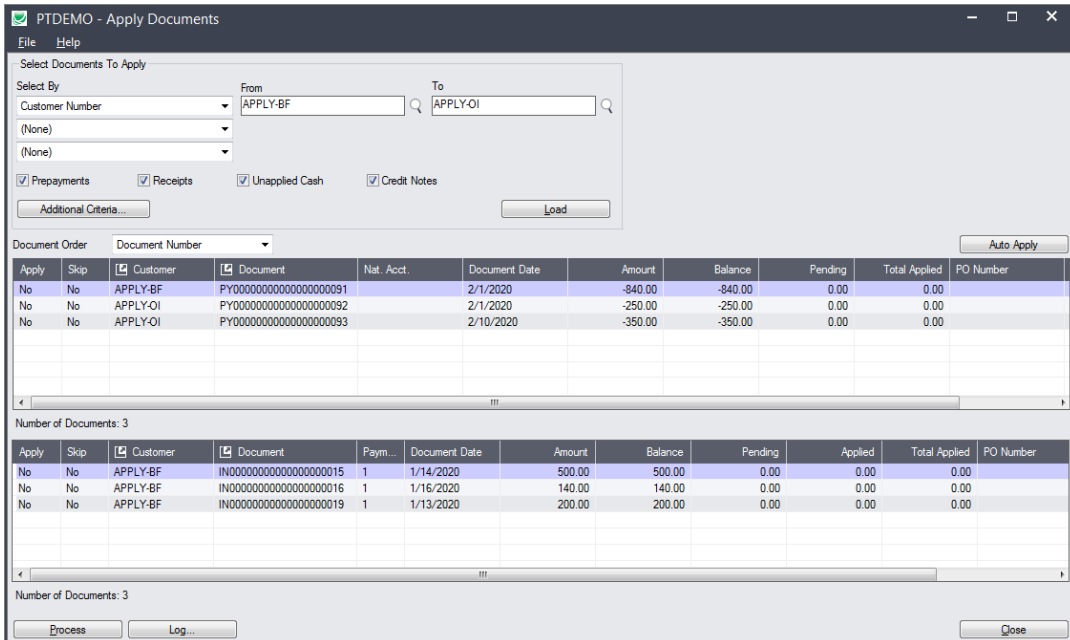 PTDEMO - Apply Documents
File Help
Select Documents To Apply
Select By From To
Customer Number APPLY-BF APPLY-OI
(None)
(None)
Prepayments Receipts Unapplied Cash Credit Notes
Additional Criteria... Load
Document Order Document Number Auto Apply
Apply Skip Customer Document Nat. Acct. Document Date Amount Balance Pending Total Applied PO Number
No No APPLY-BF PY00000000000000000091 2/1/2020 -840.00 -840.00 0.00 0.00
No No APPLY-OI PY00000000000000000092 2/1/2020 -250.00 -250.00 0.00 0.00
No No APPLY-OI PY00000000000000000093 2/10/2020 -350.00 -350.00 0.00 0.00
Number of Documents: 3
Apply Skip Customer Document Paym... Document Date Amount Balance Pending Applied Total Applied PO Number
No No APPLY-BF IN00000000000000000015 1 1/14/2020 500.00 500.00 0.00 0.00 0.00
No No APPLY-BF IN00000000000000000016 1 1/16/2020 140.00 140.00 0.00 0.00 0.00
No No APPLY-BF IN00000000000000000019 1 1/13/2020 200.00 200.00 0.00 0.00 0.00
Number of Documents: 3
Process Log... Close